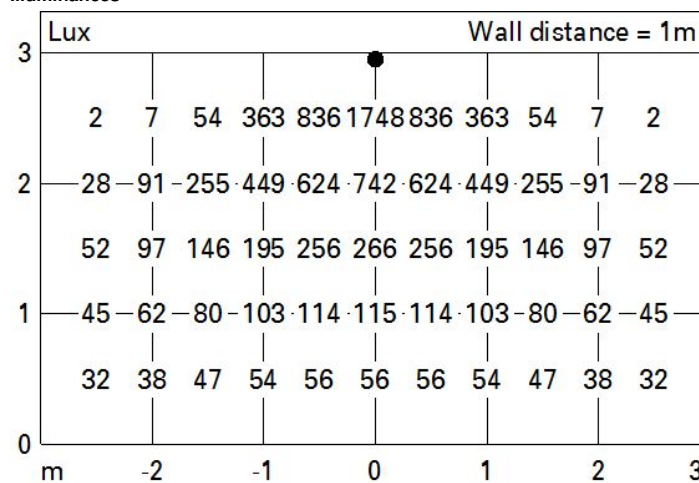 Lux Wall distance = 1m
3
2 7 54 363 836 1748 836 363 54 7 2
2 28 91 255 449 624 742 624 449 255 91 28
52 97 146 195 256 266 256 195 146 97 52
1 45 62 80 103 114 115 114 103 80 62 45
32 38 47 54 56 56 56 54 47 38 32
0
m -2 -1 0 1 2 3